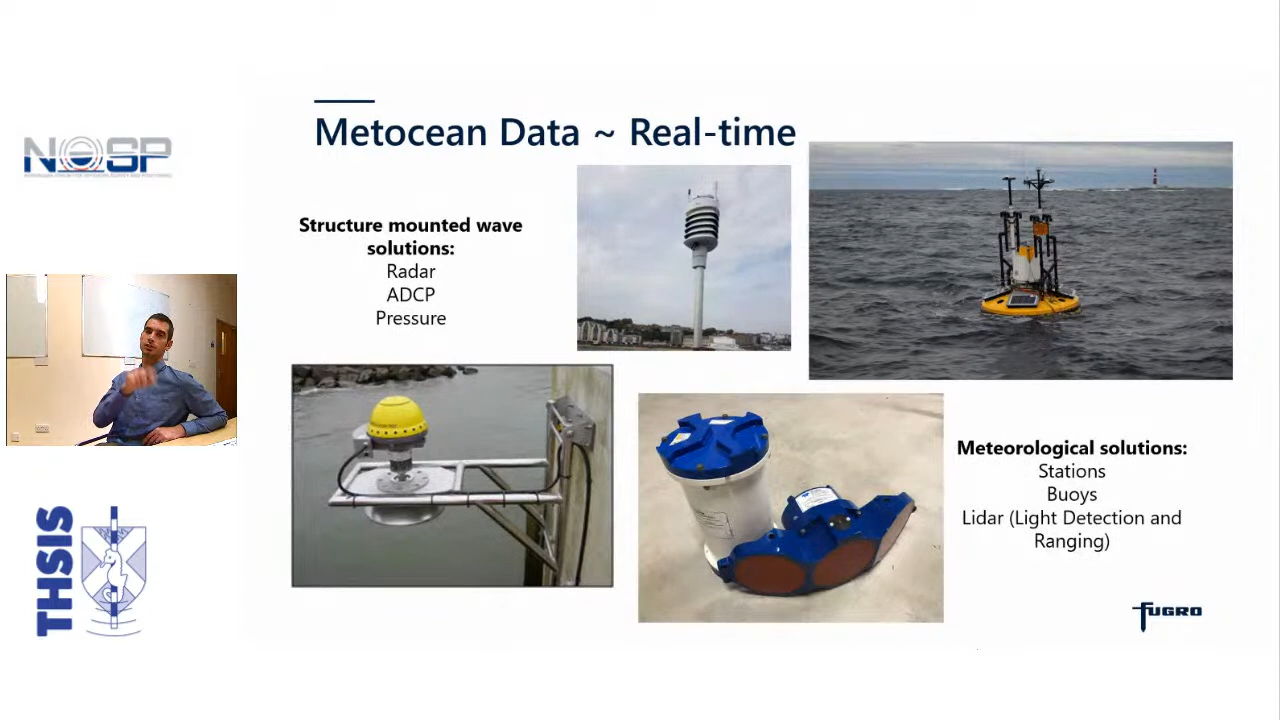 Metocean Data ~ Real-time
NOSP
Structure mounted wave
solutions:
Radar
ADCP
Pressure
Meteorological solutions:
Stations
Buoys
Lidar (Light Detection and
Ranging)
THSIS
FUGRO